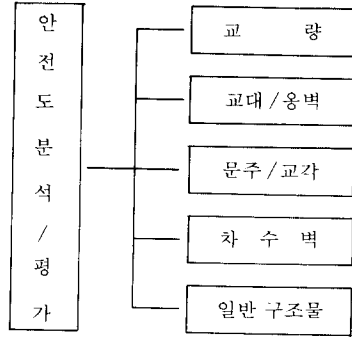 안전도분석/평가
교 량
교대/옹벽
문주/교각
차 수 벽
일반 구조물